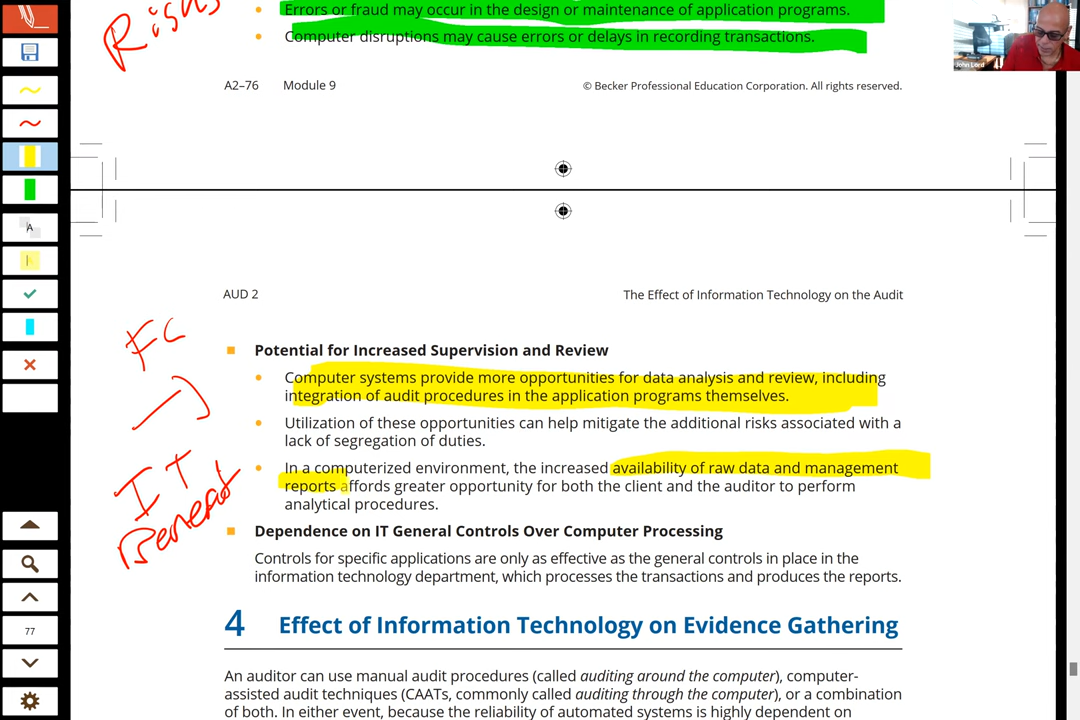 Risks
Errors or fraud may occur in the design or maintenance of application programs.
Computer disruptions may cause errors or delays in recording transactions.
A2–76 Module 9 © Becker Professional Education Corporation. All rights reserved.
John Lord
AUD 2 The Effect of Information Technology on the Audit
Potential for Increased Supervision and Review
Computer systems provide more opportunities for data analysis and review, including
integration of audit procedures in the application programs themselves.
Utilization of these opportunities can help mitigate the additional risks associated with a
lack of segregation of duties.
In a computerized environment, the increased availability of raw data and management
reports affords greater opportunity for both the client and the auditor to perform
analytical procedures.
IT
Dependence on IT General Controls Over Computer Processing
Controls for specific applications are only as effective as the general controls in place in the
information technology department, which processes the transactions and produces the reports.
77
4 Effect of Information Technology on Evidence Gathering
An auditor can use manual audit procedures (called auditing around the computer), computer-
assisted audit techniques (CAATs, commonly called auditing through the computer), or a combination
of both. In either event, because the reliability of automated systems is highly dependent on